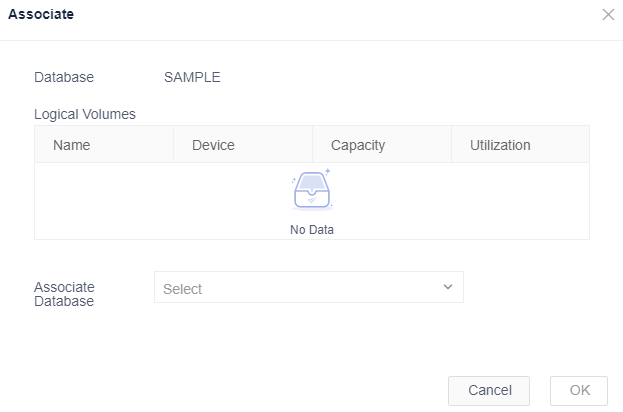 Associate
Database SAMPLE
Logical Volumes
Name Device Capacity Utilization
No Data
Associate
Database
Select
Cancel OK